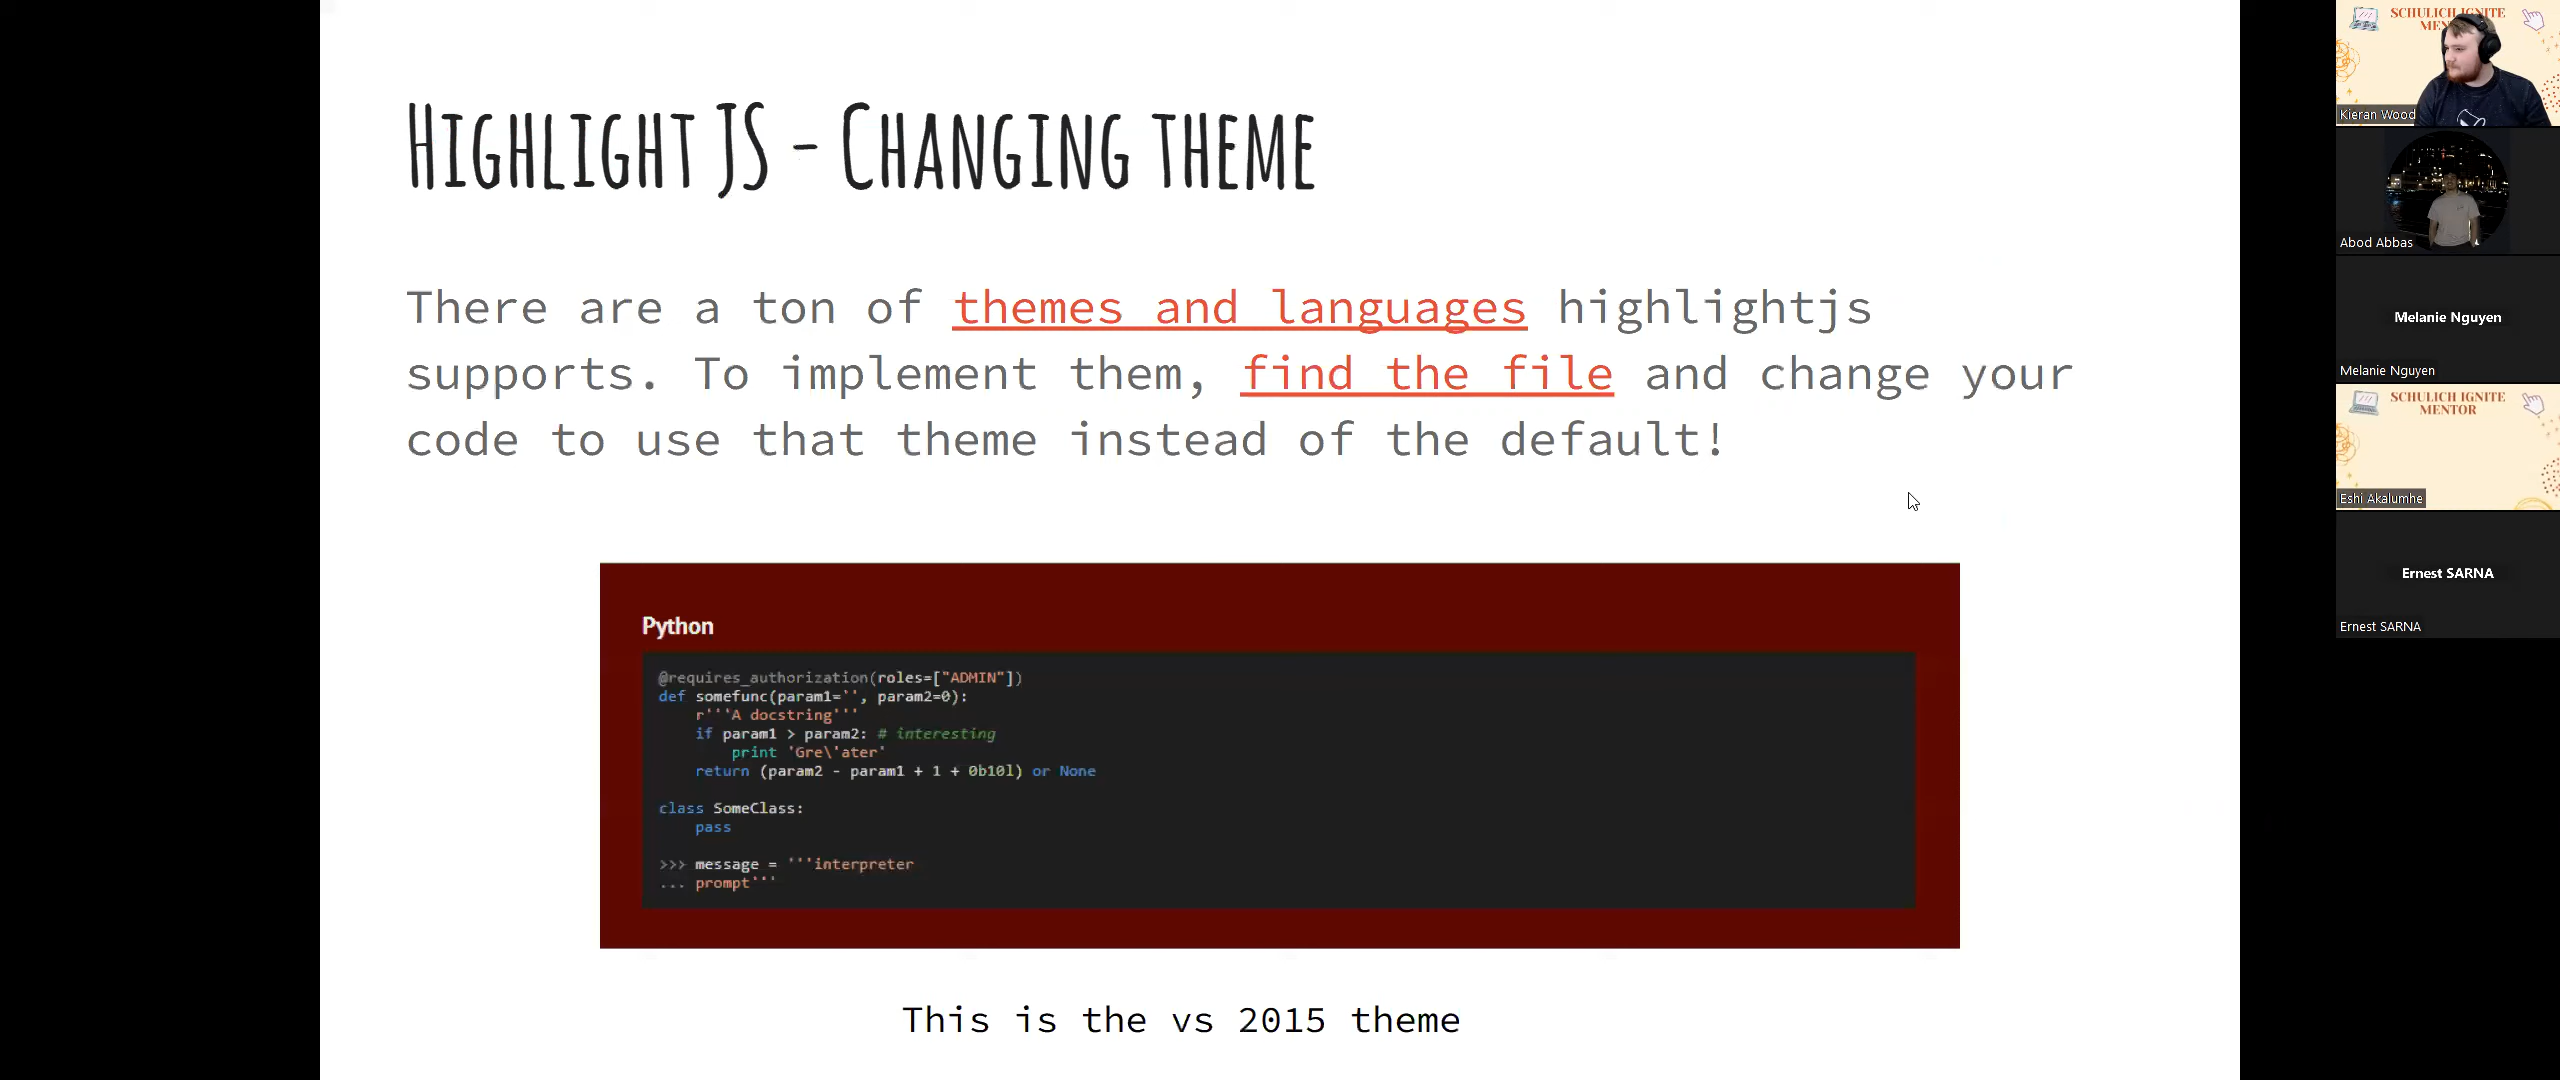 HIGHLIGHT JS - CHANGING THEME
There are a ton of themes and languages highlightjs
supports. To implement them, find the file and change your
code to use that theme instead of the default!
Python
@requires_authorization(roles=["ADMIN"])
def somefunc(param1='', param2=0):
    r'''A docstring'''
    if param1 > param2: # interesting
        print 'Gre\'ater'
    return (param2 - param1 + 1 + 0b10l) or None
class SomeClass:
    pass
>>> message = '''interpreter
... prompt'''
This is the vs 2015 theme
SCHULICH IGNITE
Kieran Wood
Abod Abbas
Melanie Nguyen
Melanie Nguyen
SCHULICH IGNITE
MENTOR
Eshi Akalumhe
Ernest SARNA
Ernest SARNA